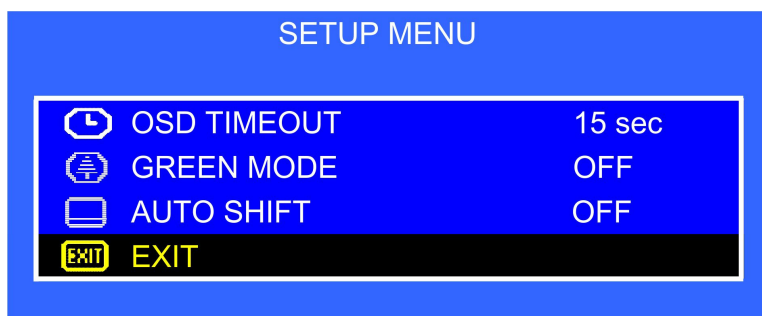 SETUP MENU
OSD TIMEOUT 15 sec
GREEN MODE OFF
AUTO SHIFT OFF
EXIT EXIT